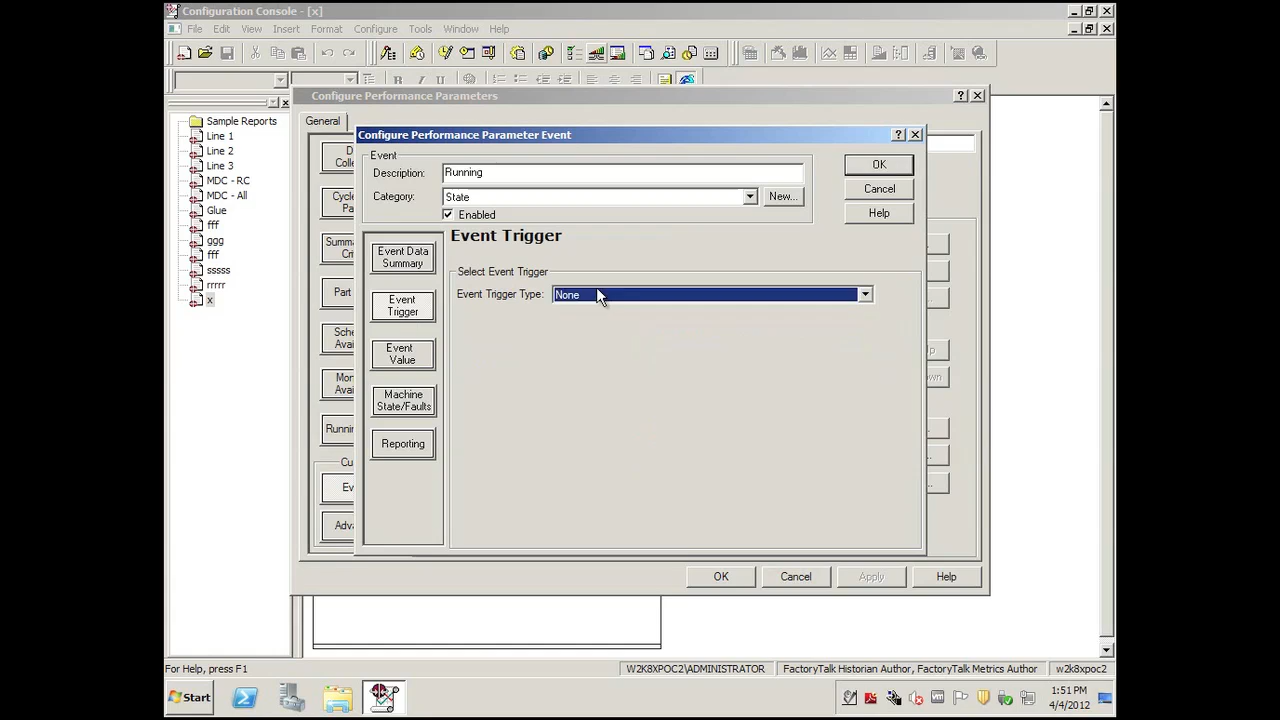 Configuration Console - [x]
File Edit View Insert Format Configure Tools Window Help
Configure Performance Parameters
General
Sample Reports
Line 1
Line 2
Line 3
MDC - RC
MDC - All
Glue
fff
ggg
fff
sssss
rrrrr
x
Configure Performance Parameter Event
Event
Description: Running
Category: State New...
Enabled
OK
Cancel
Help
Event Trigger
Event Data
Summary
Event
Trigger
Event
Value
Machine
State/Faults
Reporting
Select Event Trigger
Event Trigger Type: None
Part
OK Cancel Apply Help
For Help, press F1
W2K8XPOC2\ADMINISTRATOR
FactoryTalk Historian Author, FactoryTalk Metrics Author
w2k8xpoc2
Start
1:51 PM
4/4/2012